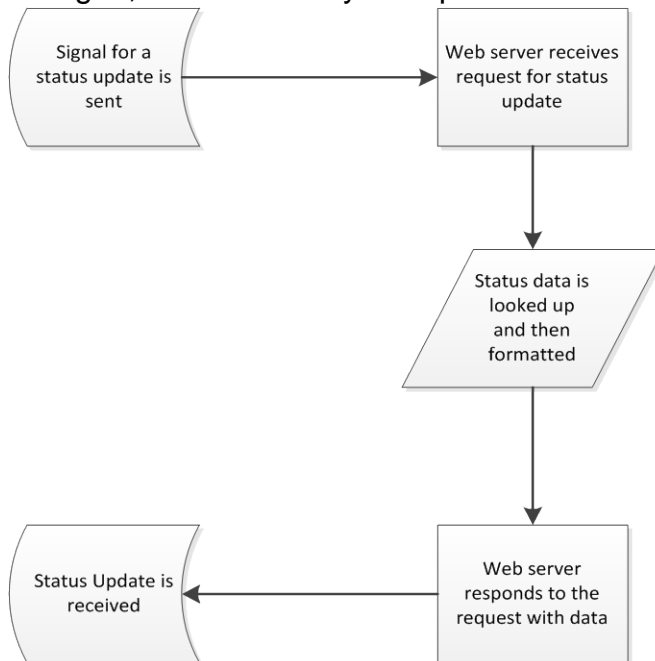 Signal for a
status update is
sent
Web server receives
request for status
update
Status data is
looked up
and then
formatted
Web server
responds to the
request with data
Status Update is
received